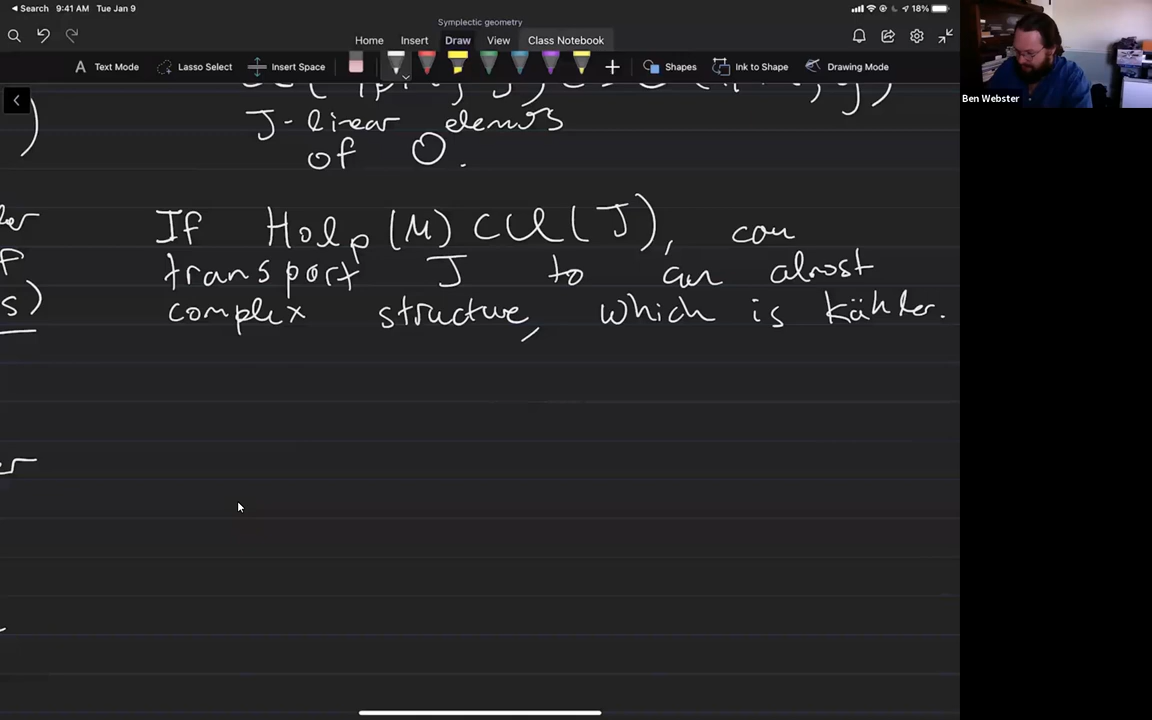 Search 9:41 AM Tue Jan 9
18%
Symplectic geometry
Home Insert Draw View Class Notebook
Text Mode Lasso Select Insert Space Shapes Ink to Shape Drawing Mode
Ben Webster
J-linear
of O.
If Hol_p(M) ⊂ U(J), can
transport J to an almost
complex structure, which is Kähler.